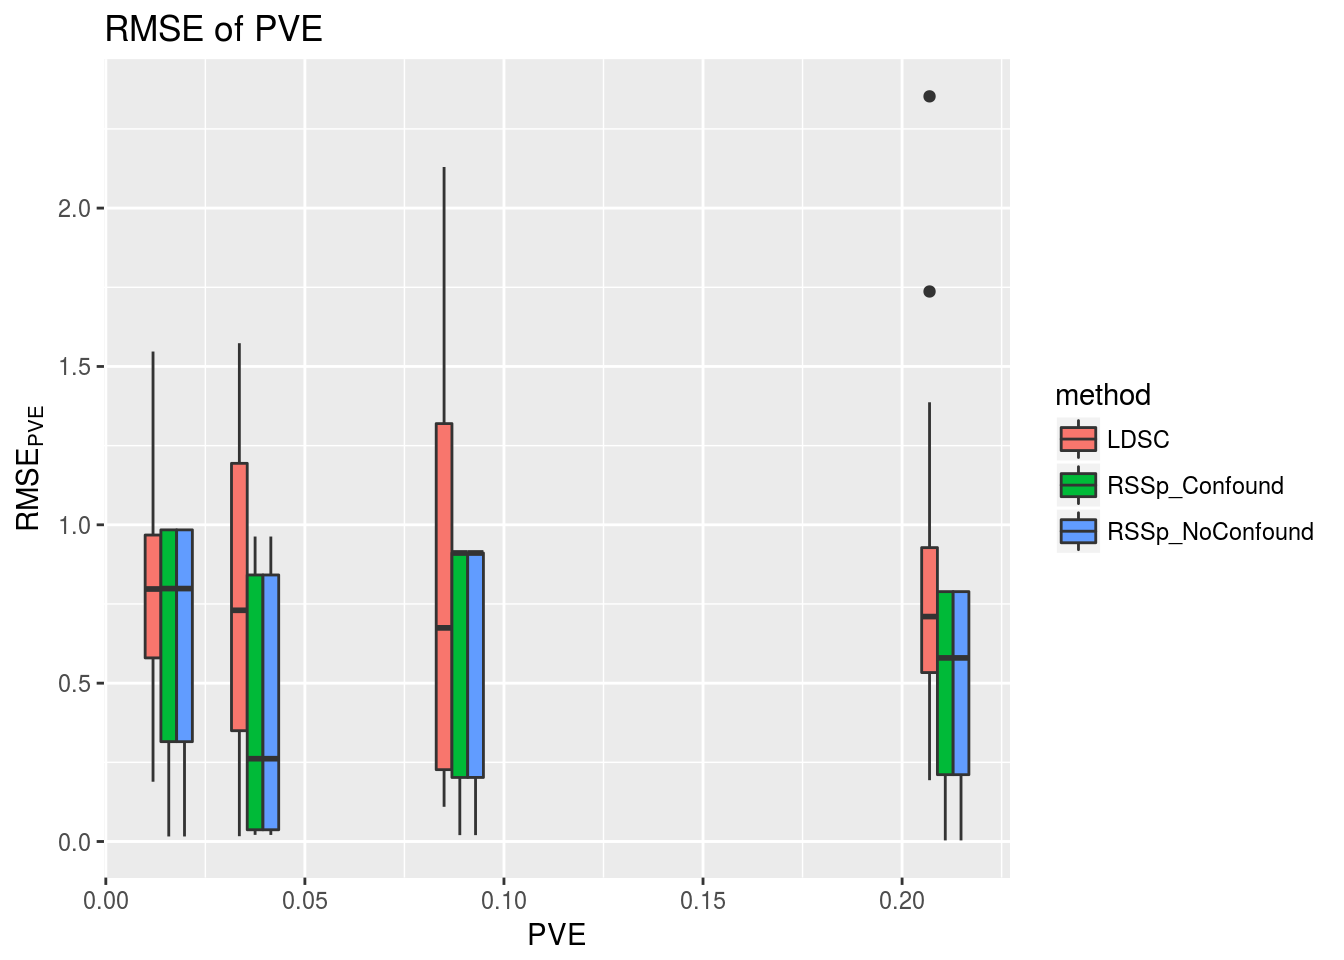 RMSE of PVE
RMSE_PVE
2.0
1.5
1.0
0.5
0.0
0.00 0.05 0.10 0.15 0.20
PVE
method
LDSC
RSSp_Confound
RSSp_NoConfound